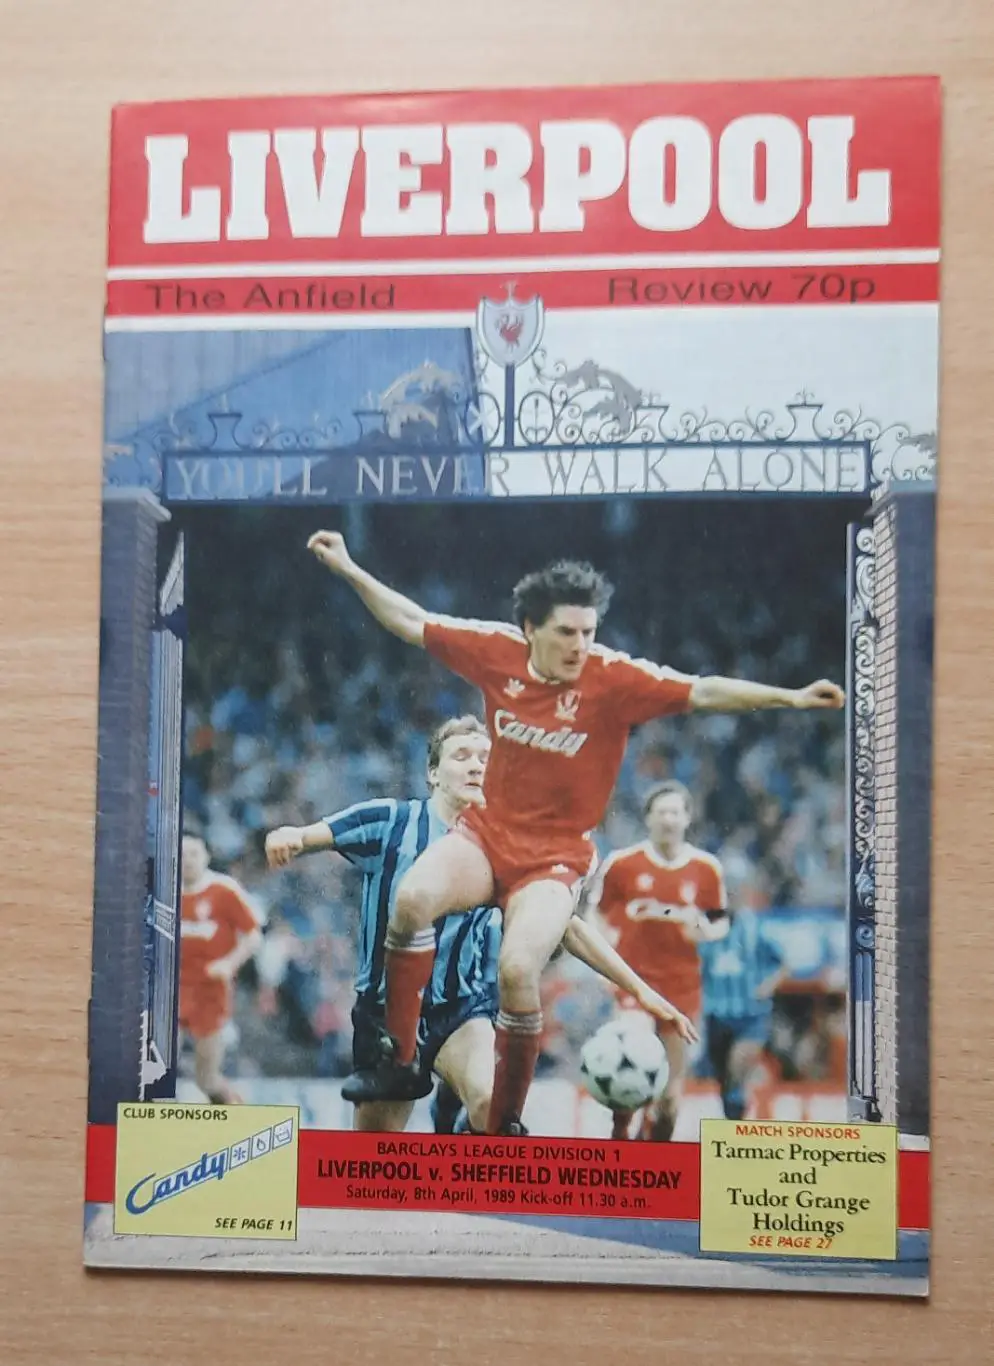 LIVERPOOL
The Anfield Review 70p
YOU'LL NEVER WALK ALONE
Candy
CLUB SPONSORS
Candy
SEE PAGE 11
BARCLAYS LEAGUE DIVISION 1
LIVERPOOL v. SHEFFIELD WEDNESDAY
Saturday, 8th April, 1989 Kick-off 11.30 a.m.
MATCH SPONSORS
Tarmac Properties
and
Tudor Grange
Holdings
SEE PAGE 27